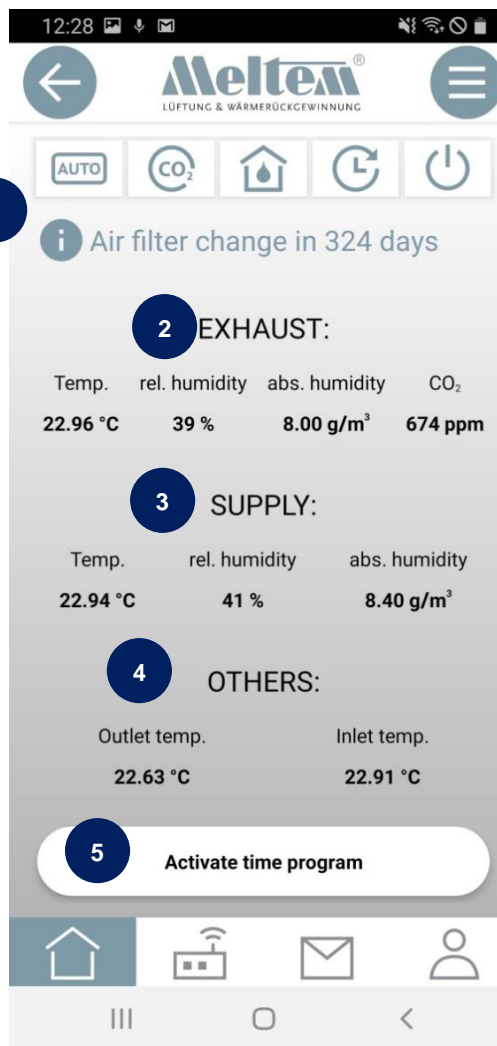 12:28
Meltem®
LÜFTUNG & WÄRMERÜCKGEWINNUNG
AUTO CO₂
i Air filter change in 324 days
2 EXHAUST:
Temp. rel. humidity abs. humidity CO₂
22.96 °C 39 % 8.00 g/m³ 674 ppm
3 SUPPLY:
Temp. rel. humidity abs. humidity
22.94 °C 41 % 8.40 g/m³
4 OTHERS:
Outlet temp. Inlet temp.
22.63 °C 22.91 °C
5 Activate time program